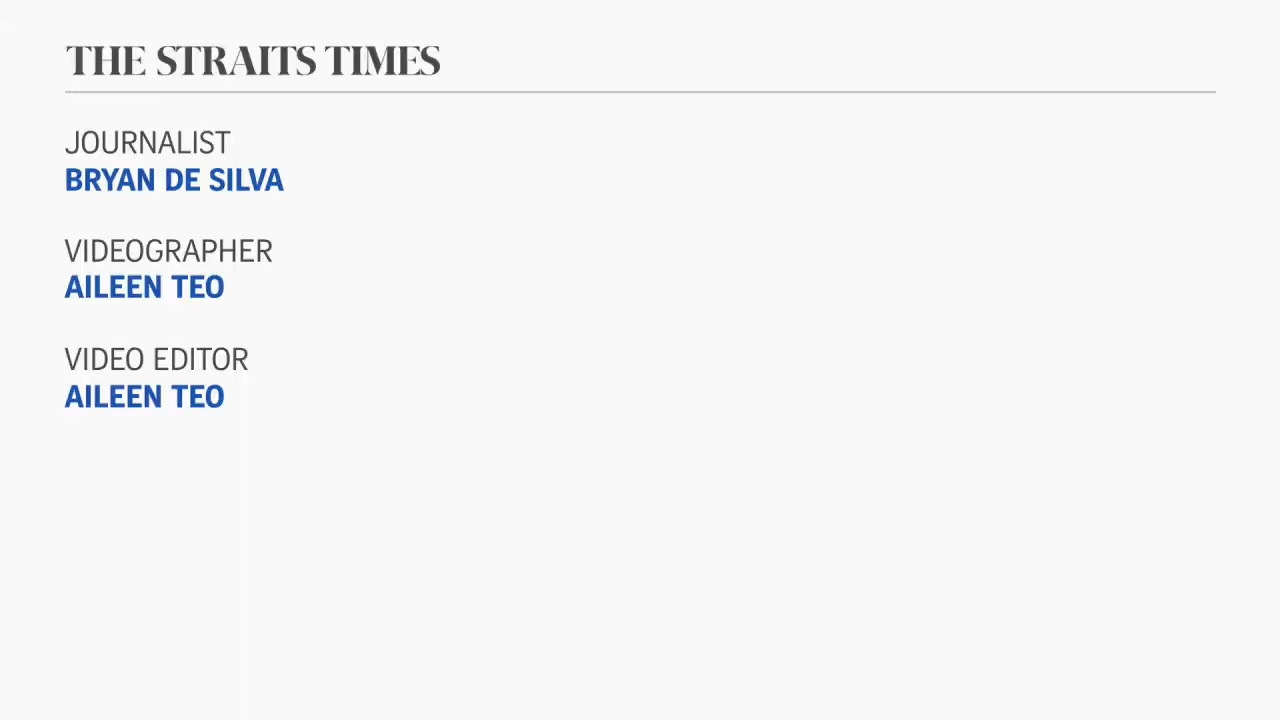 THE STRAITS TIMES
JOURNALIST
BRYAN DE SILVA
VIDEOGRAPHER
AILEEN TEO
VIDEO EDITOR
AILEEN TEO